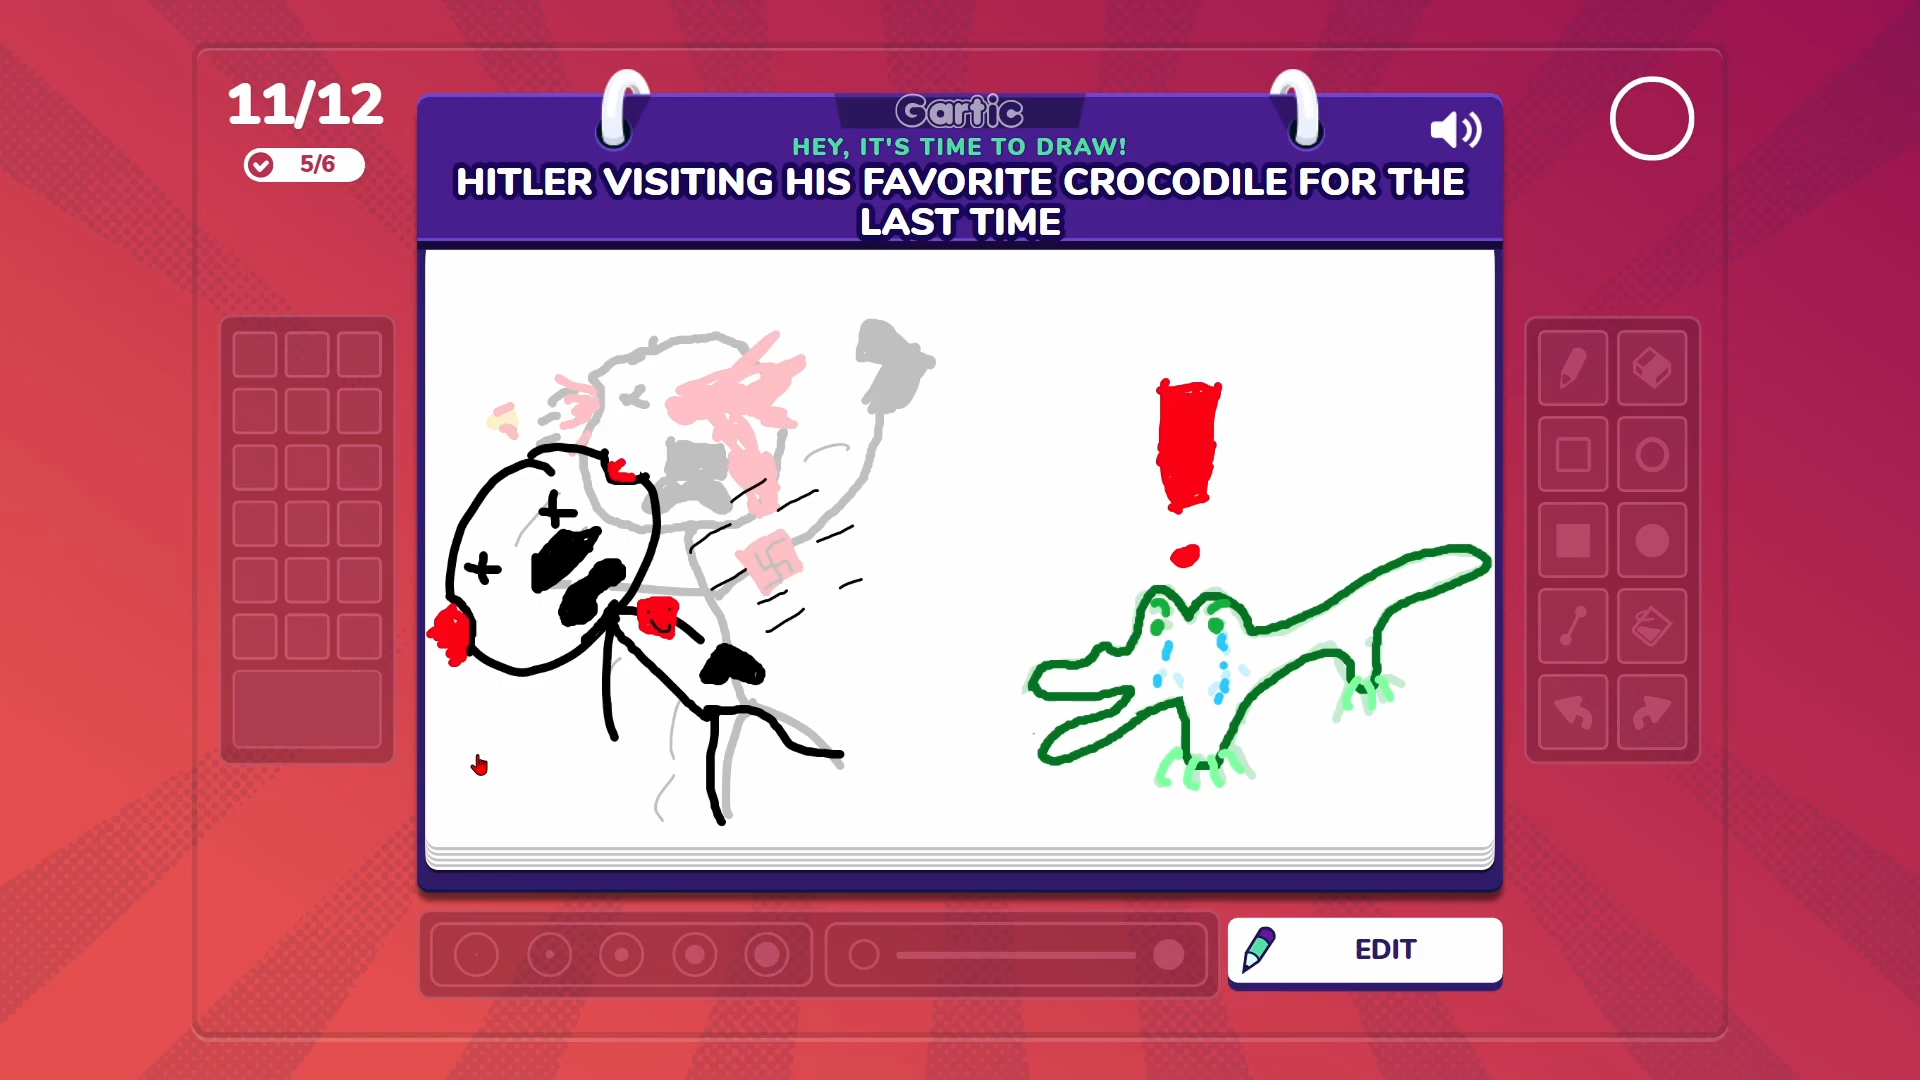 11/12
5/6
Gartic
HEY, IT'S TIME TO DRAW!
HITLER VISITING HIS FAVORITE CROCODILE FOR THE
LAST TIME
EDIT